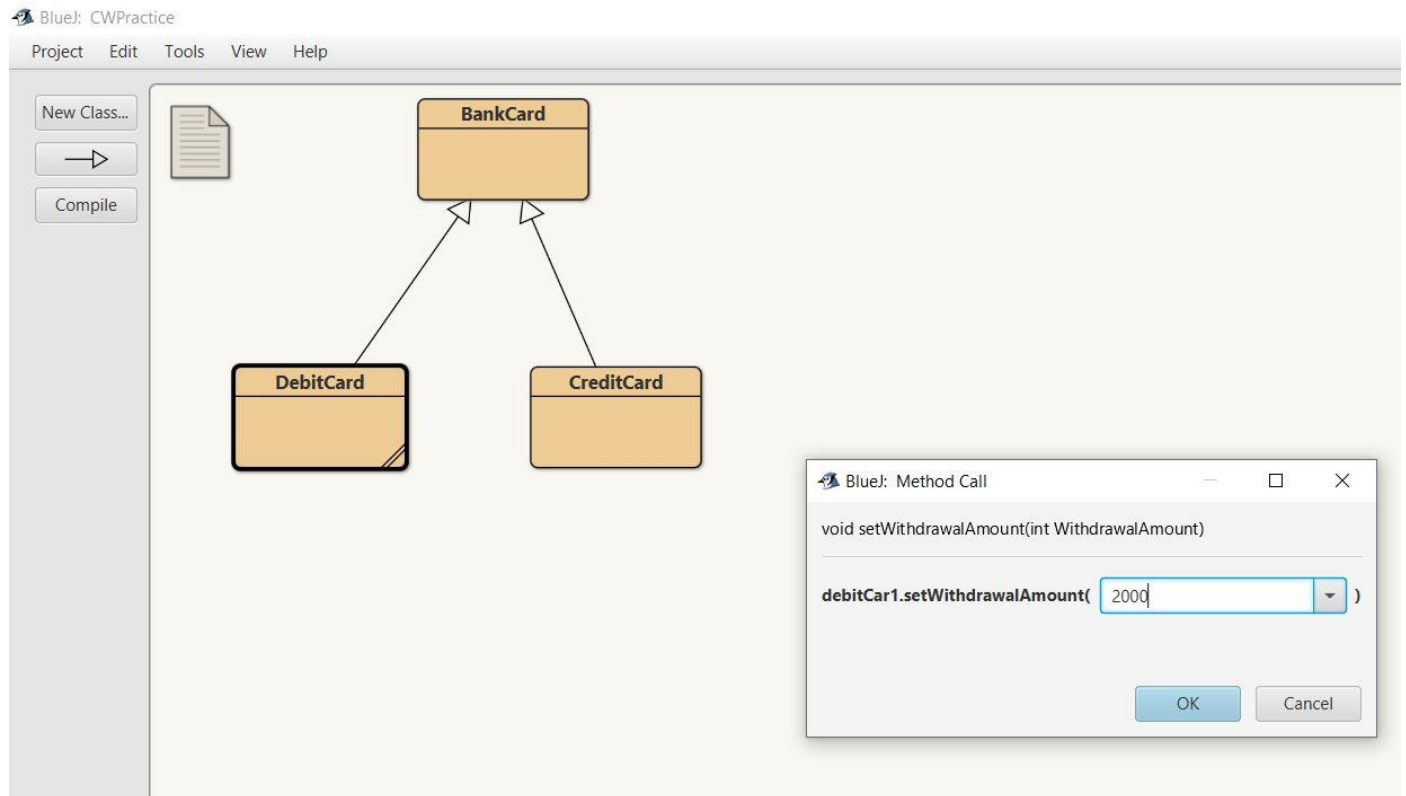 BlueJ: CWPractice
Project Edit Tools View Help
New Class...
Compile
BankCard
DebitCard
CreditCard
BlueJ: Method Call
void setWithdrawalAmount(int WithdrawalAmount)
debitCar1.setWithdrawalAmount( 2000 )
OK Cancel